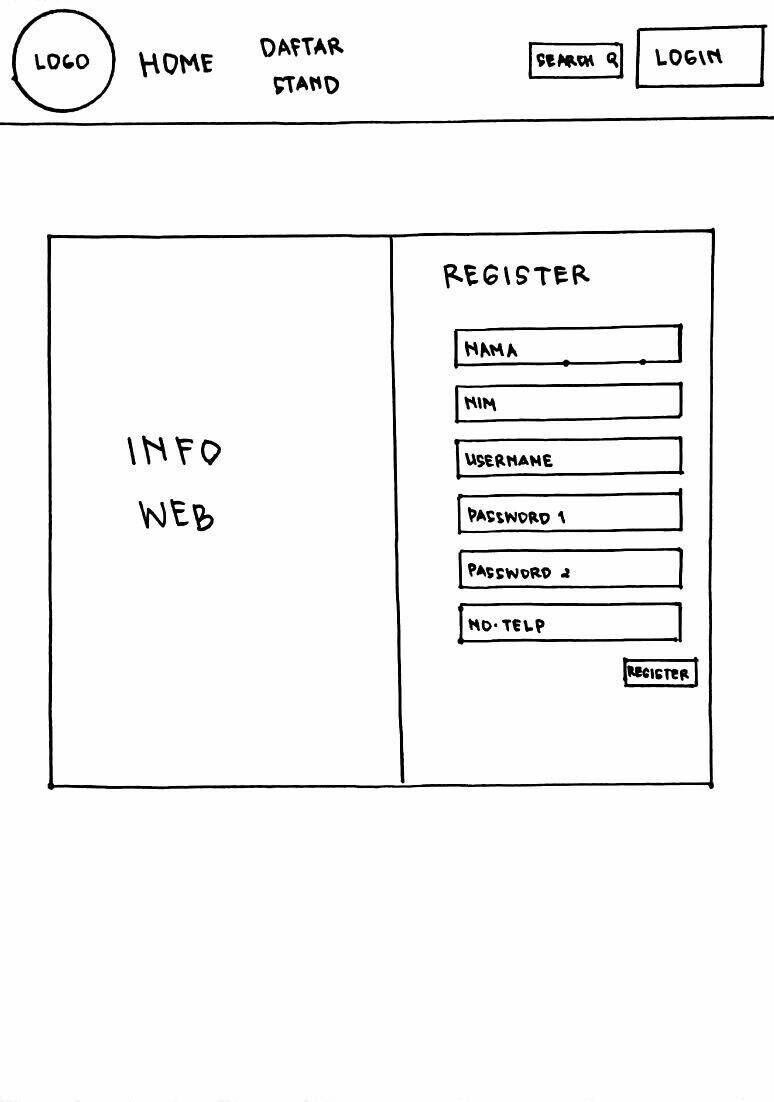 LOGO
HOME
DAFTAR
STAND
SEARCH
LOGIN
REGISTER
NAMA
NIM
USERNAME
PASSWORD 1
PASSWORD 2
NO. TELP
REGISTER
INFO
WEB